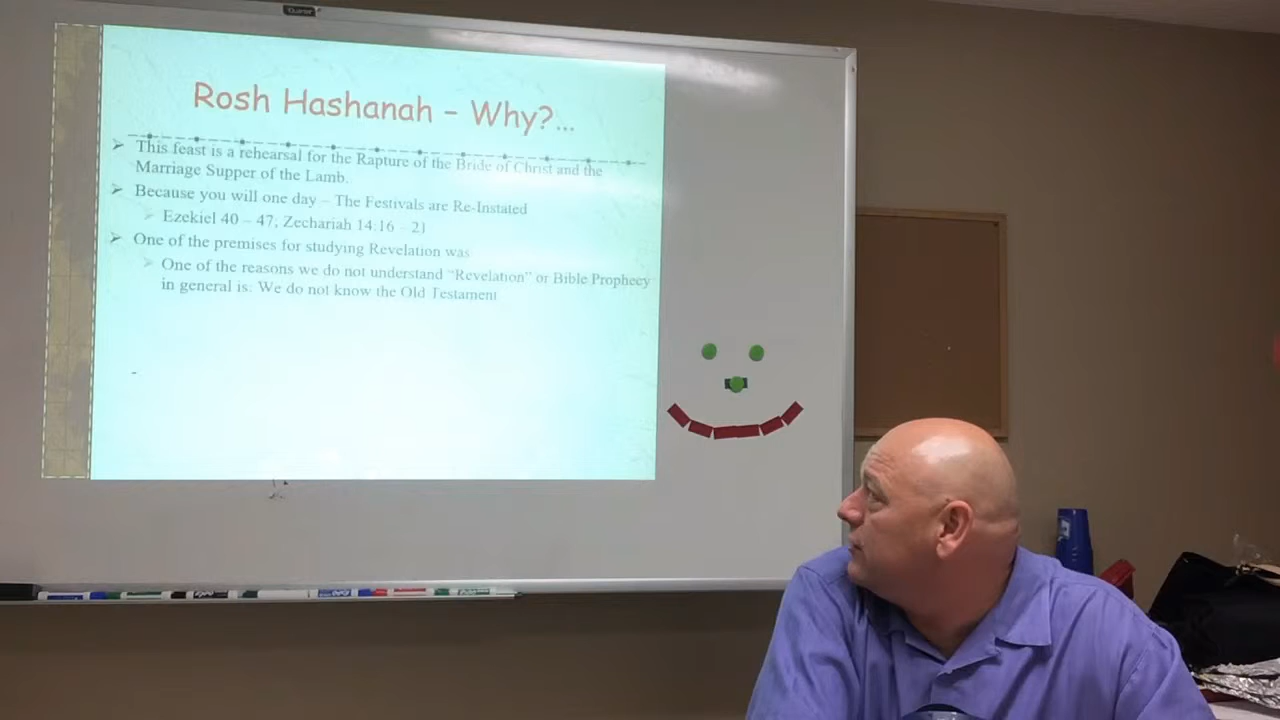 Quartet
Rosh Hashanah – Why?...
This feast is a rehearsal for the Rapture of the Bride of Christ and the
Marriage Supper of the Lamb.
Because you will one day – The Festivals are Re-Instated
Ezekiel 40 – 47, Zechariah 14:16 – 21
One of the premises for studying Revelation was
One of the reasons we do not understand “Revelation” or Bible Prophecy
in general is: We do not know the Old Testament